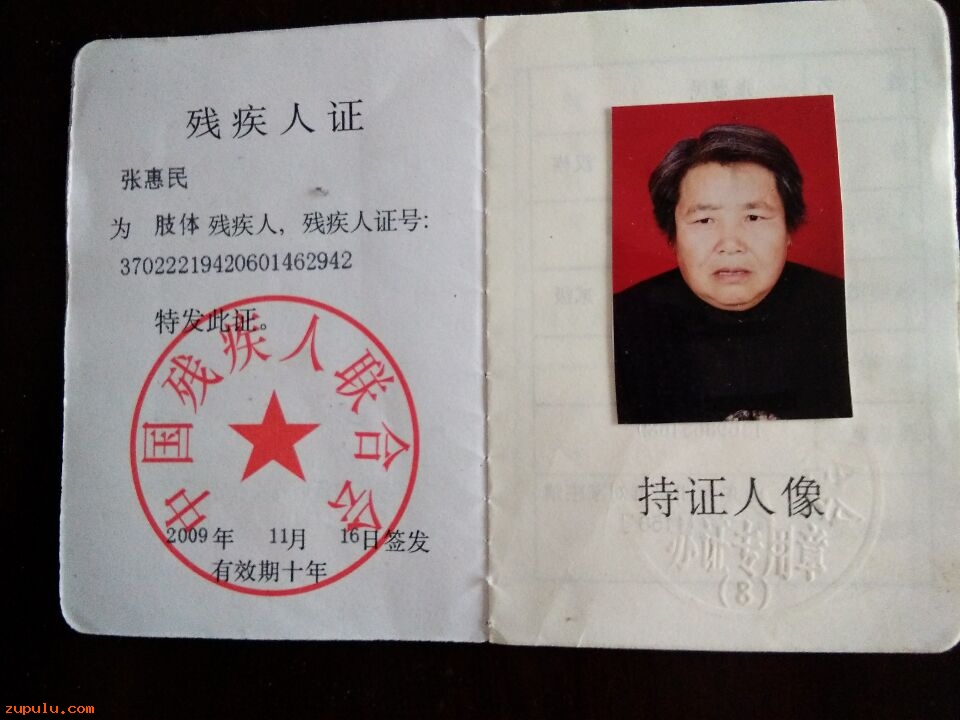 残疾人证
张惠民
为 肢体 残疾人，残疾人证号：
37022219420601462942
特发此证。
中国残疾人联合会
2009年 11月 16日签发
有效期十年
持证人像
办证专用章
(8)
zupulu.com